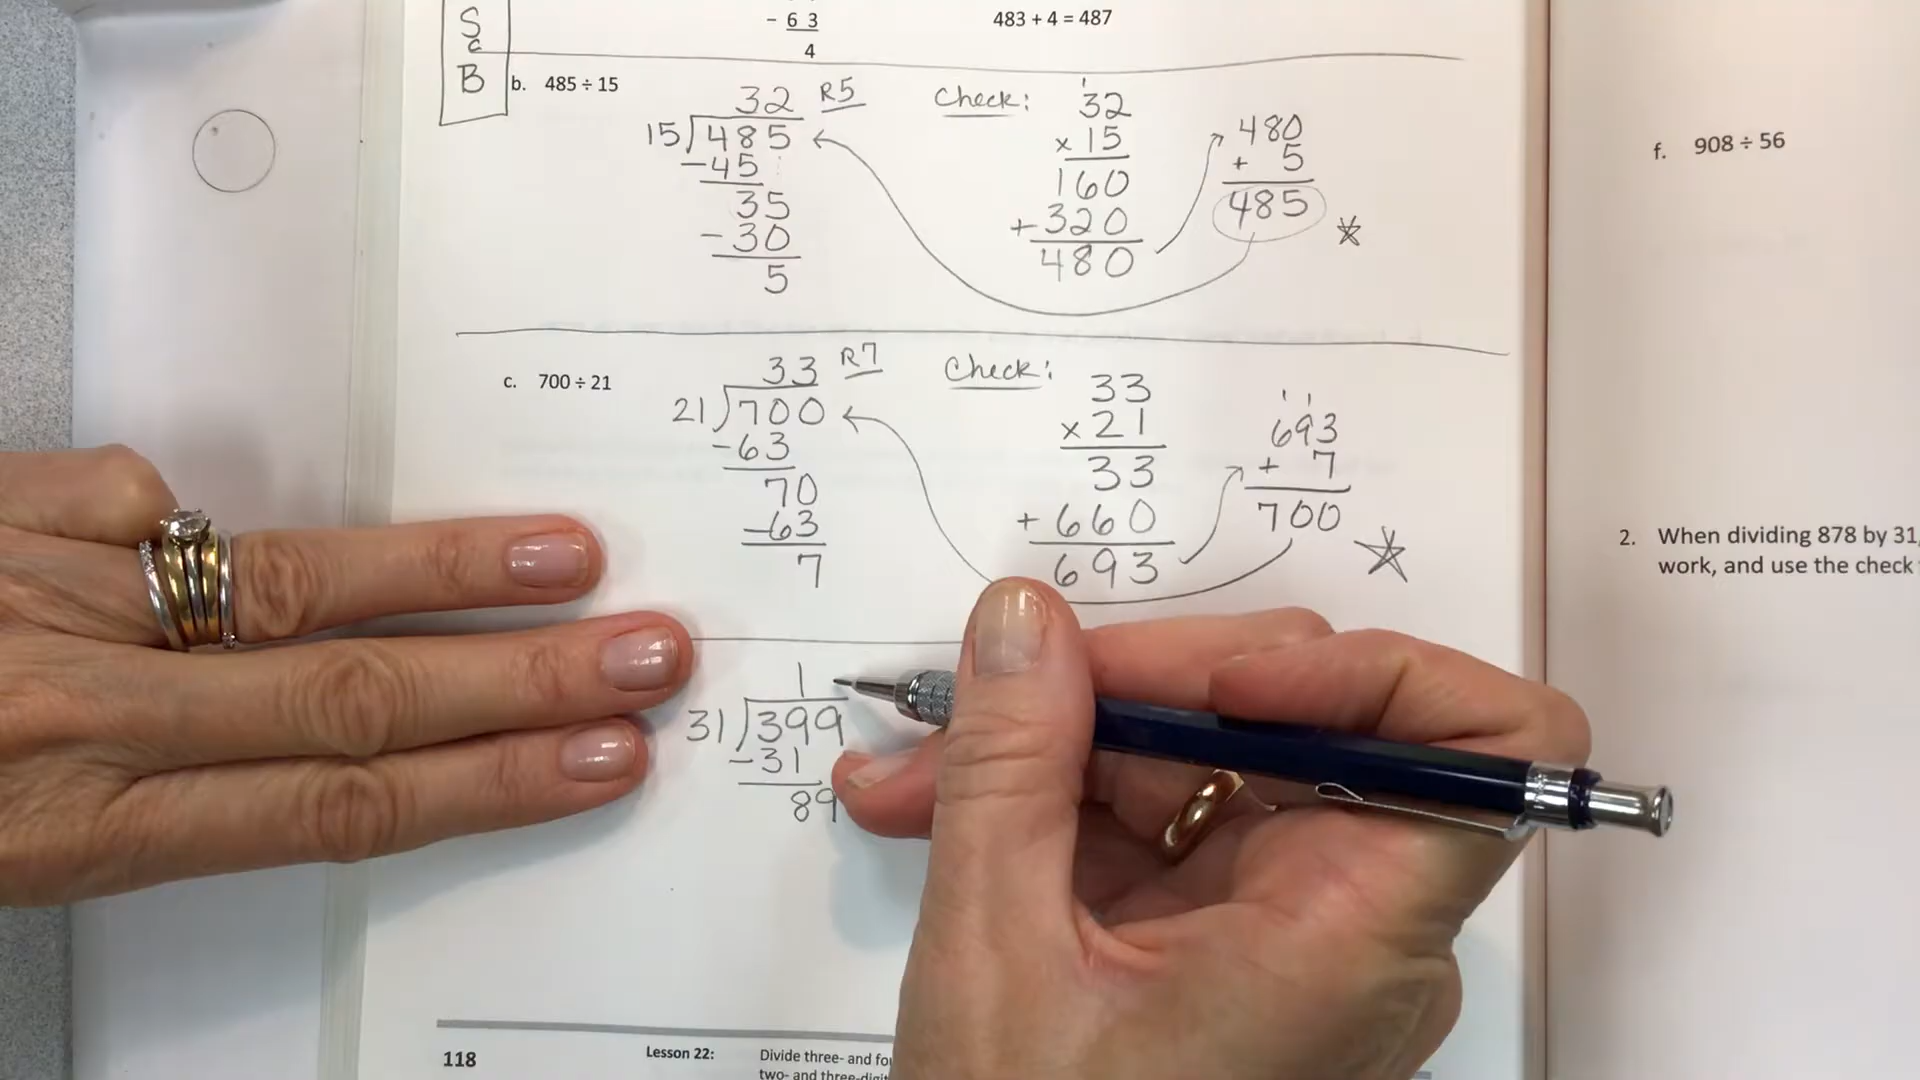 S
c
B
- 6 3
4
483 + 4 = 487
b. 485 ÷ 15
32 R5
15 485
-45
35
-30
5
Check:
1
32
x 15
160
+320
480
480
+ 5
485
c. 700 ÷ 21
33 R7
21 700
-63
70
-63
7
Check:
33
x 21
33
+ 660
693
1 1
693
+ 7
700
1
31 399
-31
89
118
Lesson 22:
Divide three- and
two- and
f. 908 ÷ 56
2. When dividing 878 by 31,
work, and use the check